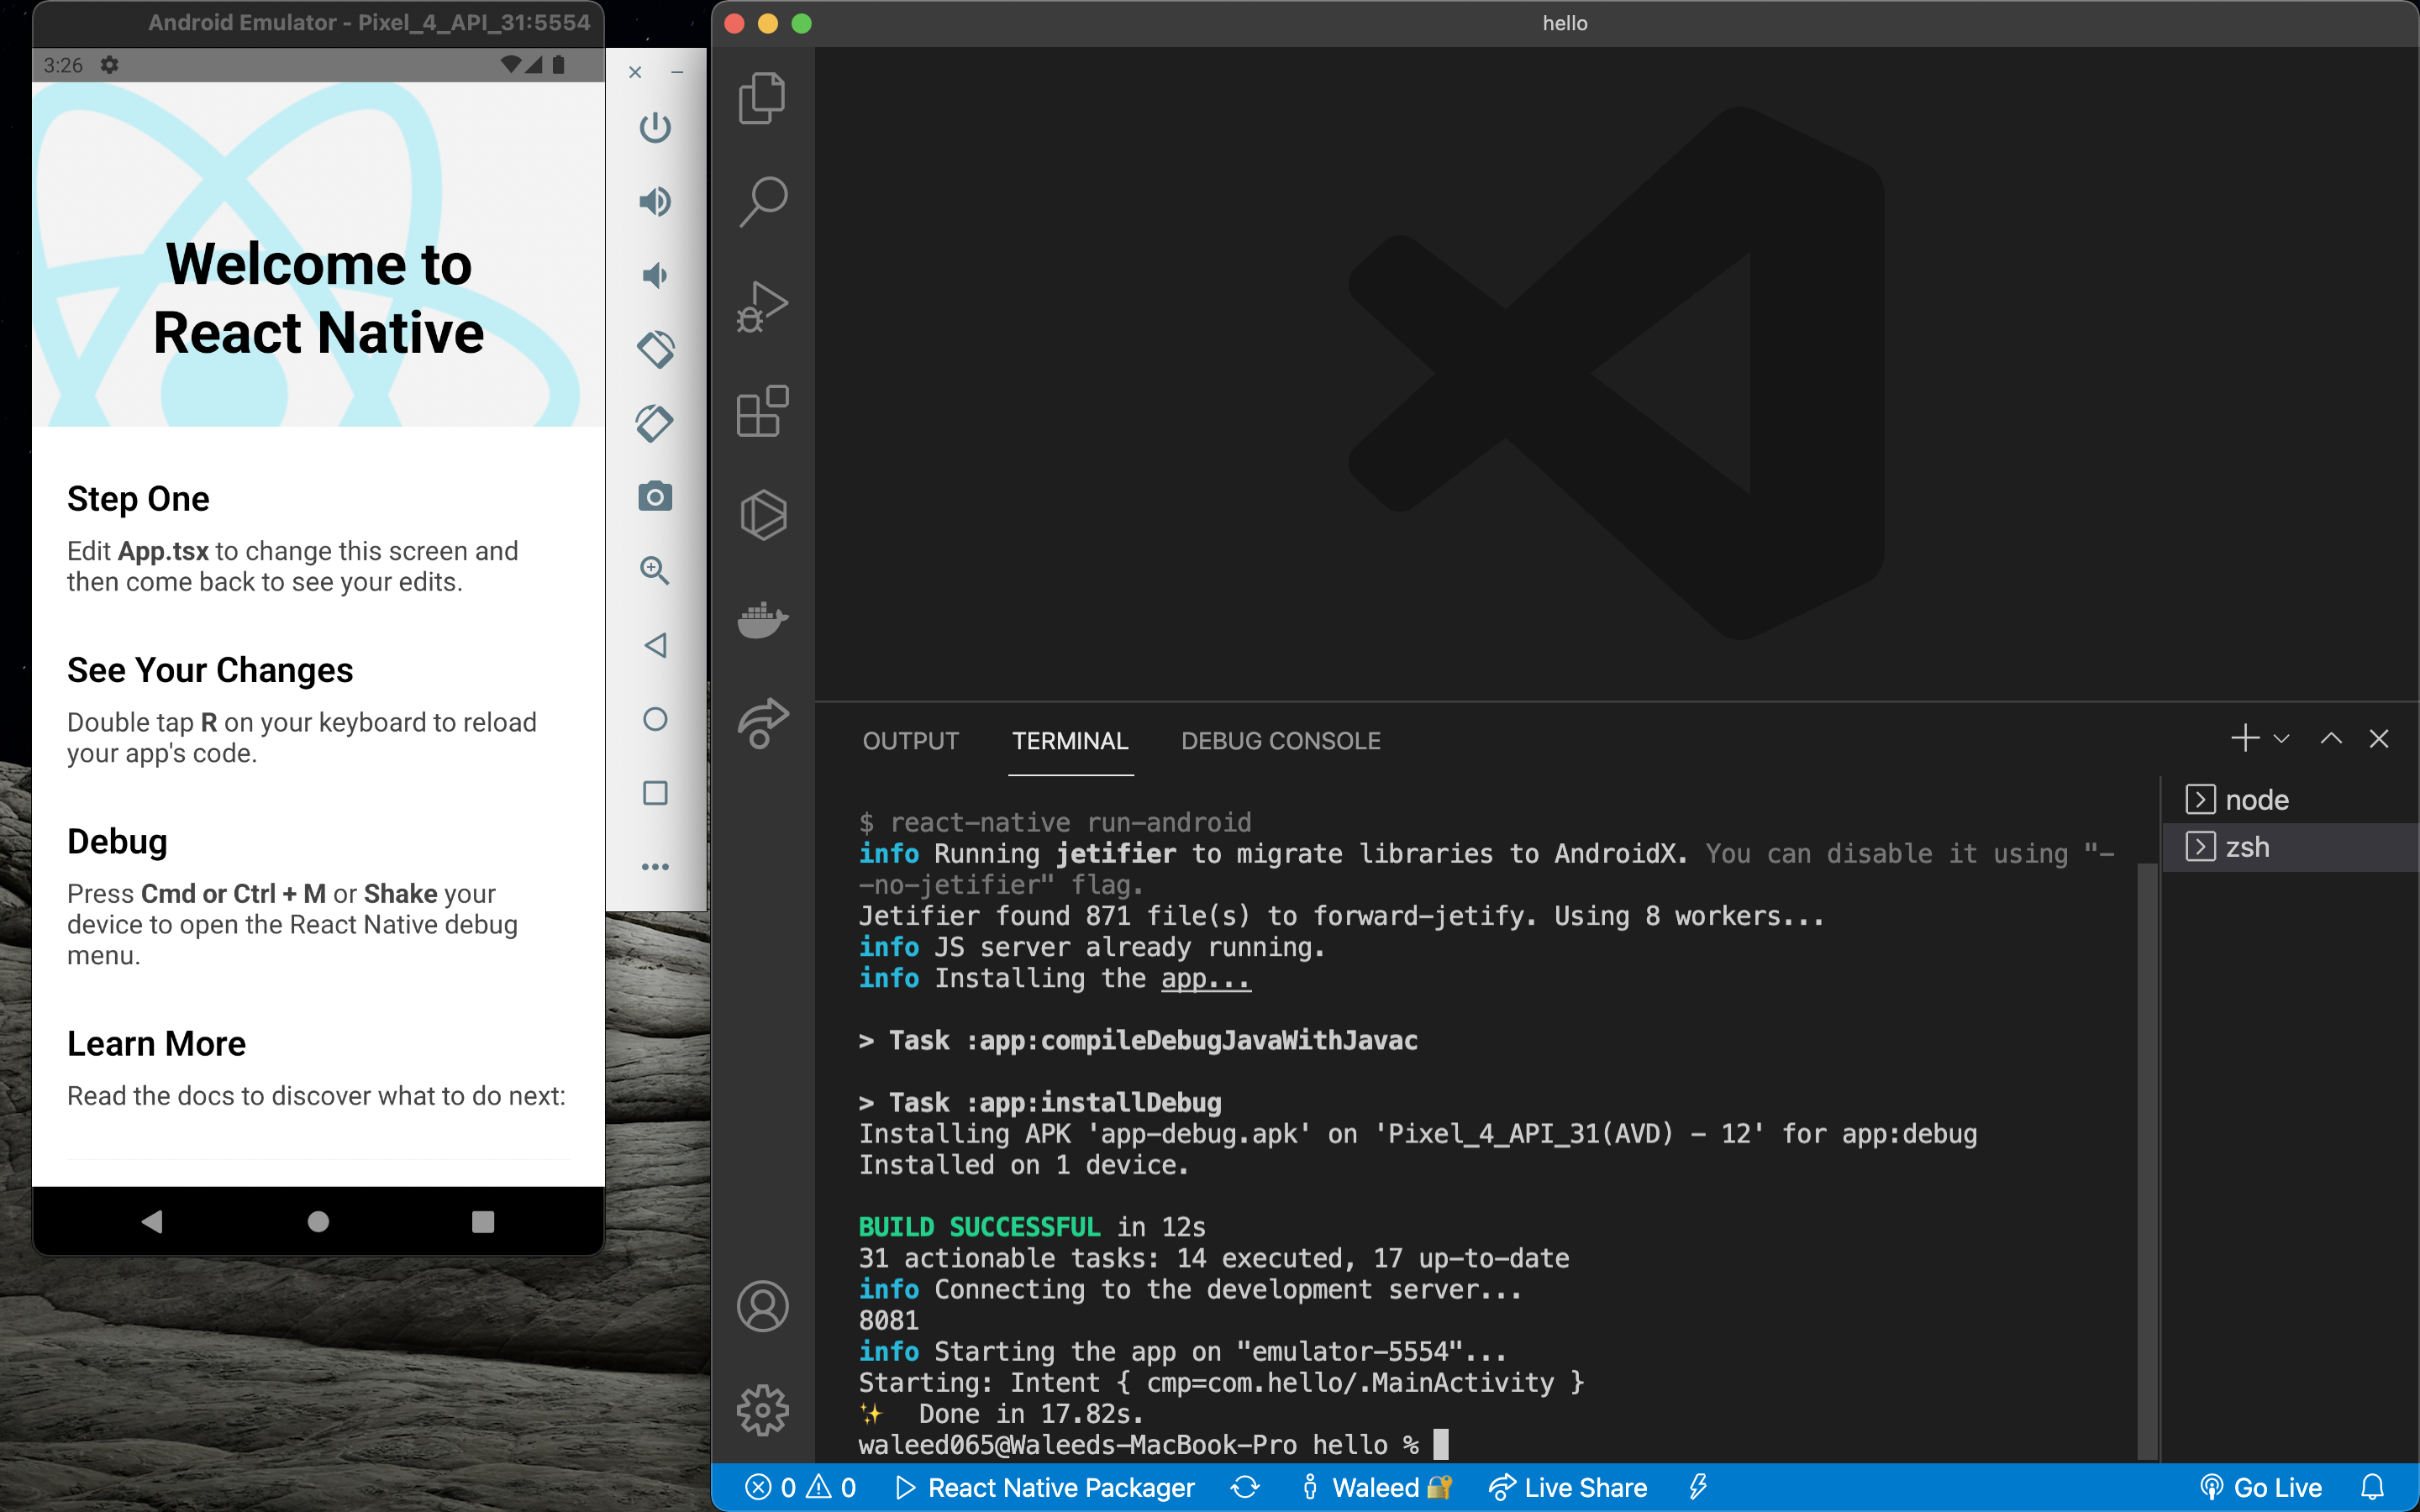 Android Emulator - Pixel_4_API_31:5554
3:26
Welcome to
React Native
Step One
Edit App.tsx to change this screen and
then come back to see your edits.
See Your Changes
Double tap R on your keyboard to reload
your app's code.
Debug
Press Cmd or Ctrl + M or Shake your
device to open the React Native debug
menu.
Learn More
Read the docs to discover what to do next:
hello
OUTPUT TERMINAL DEBUG CONSOLE
node
zsh
$ react-native run-android
info Running jetifier to migrate libraries to AndroidX. You can disable it using "-
-no-jetifier" flag.
Jetifier found 871 file(s) to forward-jetify. Using 8 workers...
info JS server already running.
info Installing the app...
> Task :app:compileDebugJavaWithJavac
> Task :app:installDebug
Installing APK 'app-debug.apk' on 'Pixel_4_API_31(AVD) - 12' for app:debug
Installed on 1 device.
BUILD SUCCESSFUL in 12s
31 actionable tasks: 14 executed, 17 up-to-date
info Connecting to the development server...
8081
info Starting the app on "emulator-5554"...
Starting: Intent { cmp=com.hello/.MainActivity }
✨ Done in 17.82s.
waleed065@Waleeds-MacBook-Pro hello %
0 0 React Native Packager Waleed 🔐 Live Share Go Live